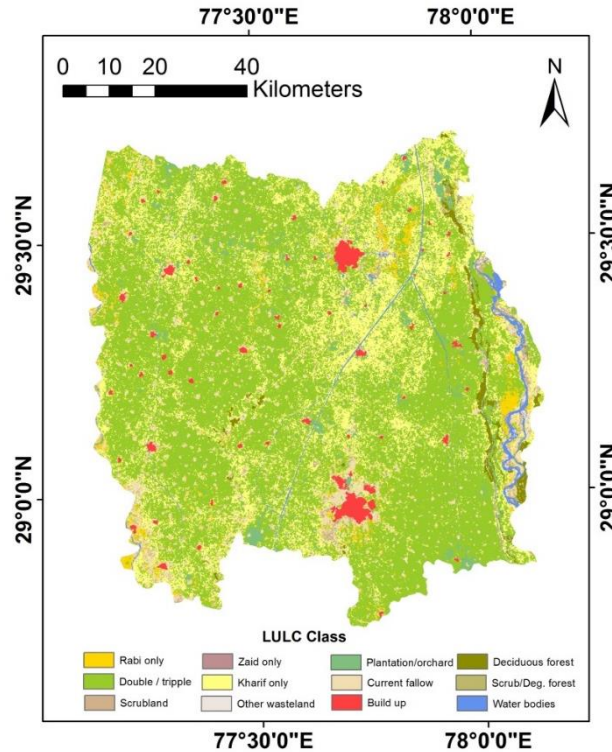 77°30'0"E 78°0'0"E
0 10 20 40
Kilometers
N
29°30'0"N 29°30'0"N
29°0'0"N 29°0'0"N
LULC Class
Rabi only Zaid only Plantation/orchard Deciduous forest
Double / tripple Kharif only Current fallow Scrub/Deg. forest
Scrubland Other wasteland Build up Water bodies
77°30'0"E 78°0'0"E